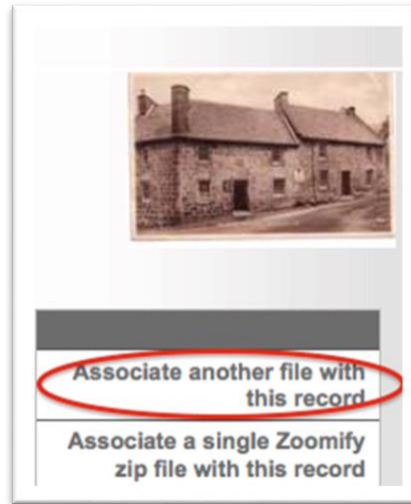 Associate another file with
this record
Associate a single Zoomify
zip file with this record